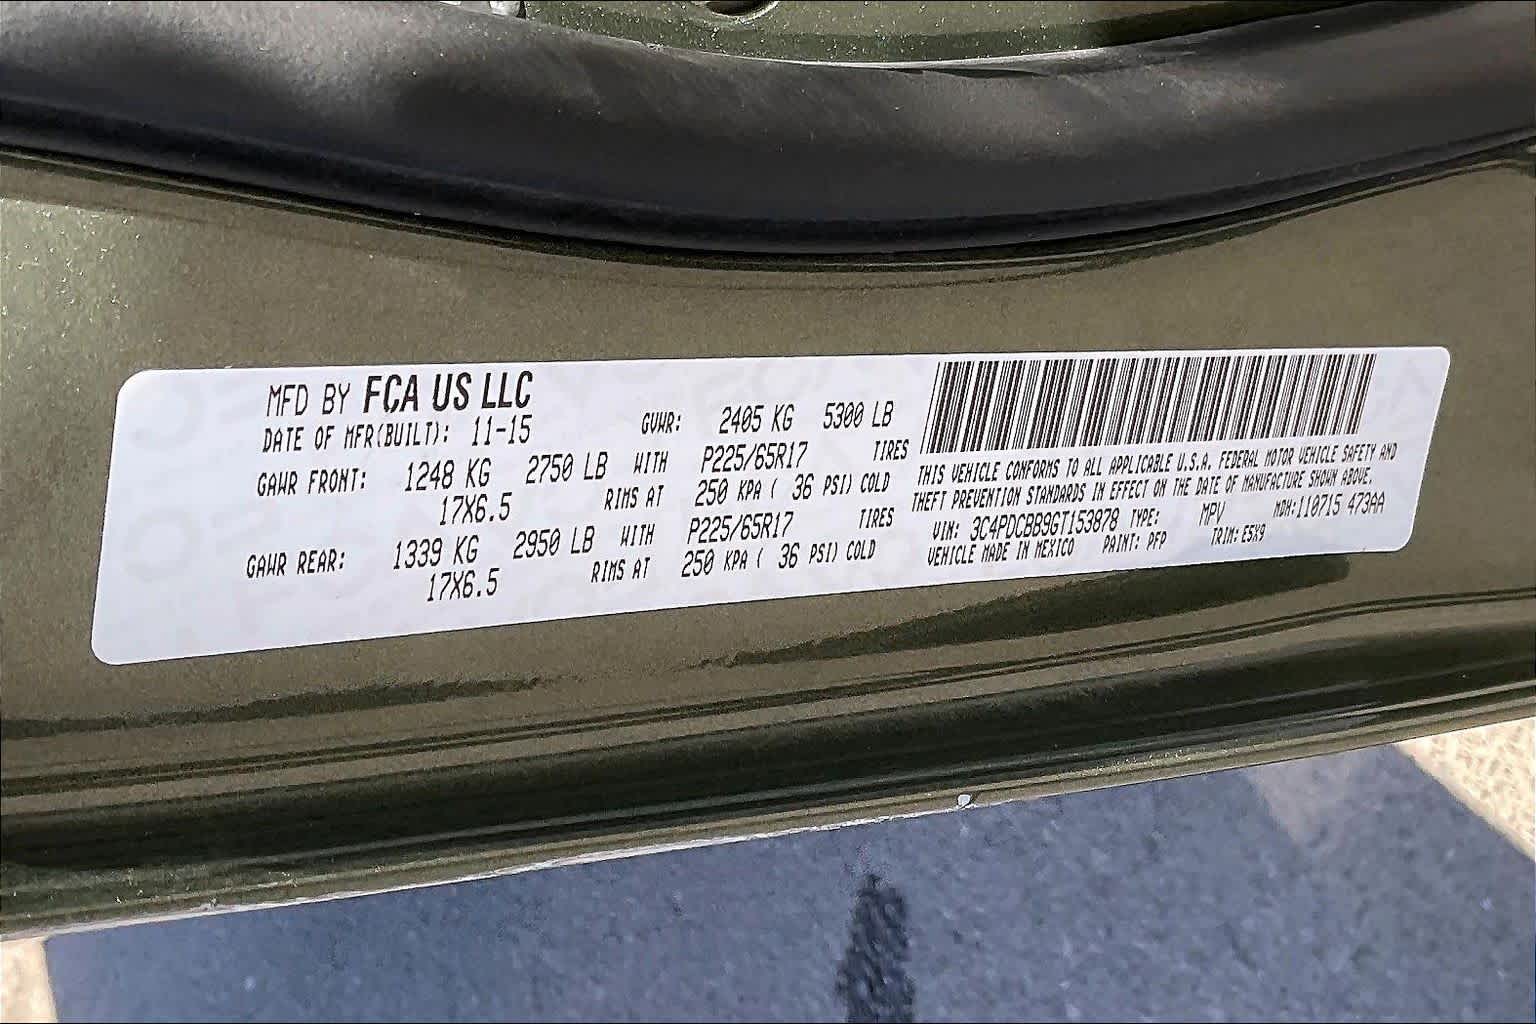 MFD BY FCA US LLC
DATE OF MFR(BUILT): 11-15 GVWR: 2405 KG 5300 LB
GAWR FRONT: 1248 KG 2750 LB WITH P225/65R17 TIRES
17X6.5 RIMS AT 250 KPA ( 36 PSI) COLD
GAWR REAR: 1339 KG 2950 LB WITH P225/65R17 TIRES
17X6.5 RIMS AT 250 KPA ( 36 PSI) COLD
THIS VEHICLE CONFORMS TO ALL APPLICABLE U.S.A. FEDERAL MOTOR VEHICLE SAFETY AND
THEFT PREVENTION STANDARDS IN EFFECT ON THE DATE OF MANUFACTURE SHOWN ABOVE.
VIN: 3C4PDCBB9GT153878 TYPE: MPV MDH:110715 473AA
VEHICLE MADE IN MEXICO PAINT: PFP TRIM: E5X9